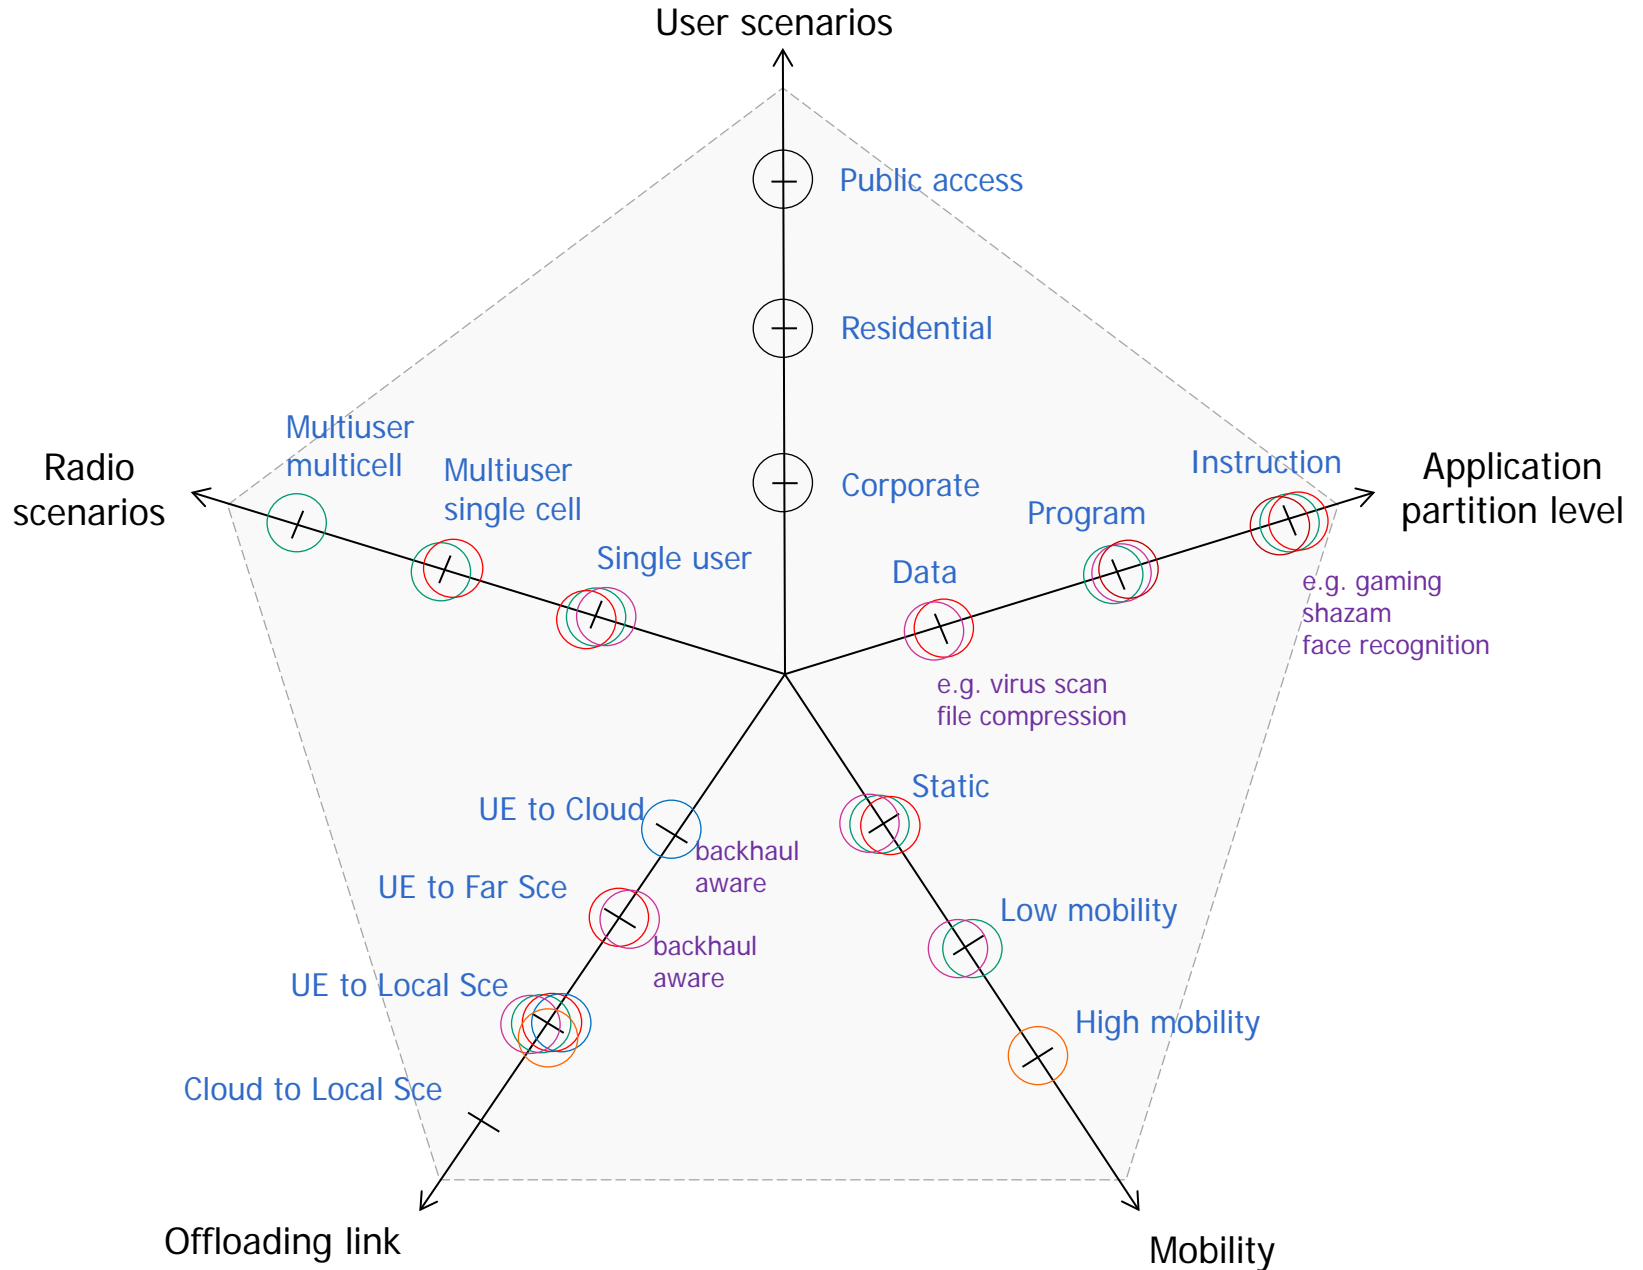 User scenarios
Public access
Residential
Multiuser
multicell
Radio
scenarios
Multiuser
single cell
Corporate
Instruction
Application
partition level
Program
Single user
Data
e.g. gaming
shazam
face recognition
e.g. virus scan
file compression
Static
UE to Cloud
backhaul
aware
UE to Far Sce
Low mobility
backhaul
aware
UE to Local Sce
High mobility
Cloud to Local Sce
Offloading link
Mobility